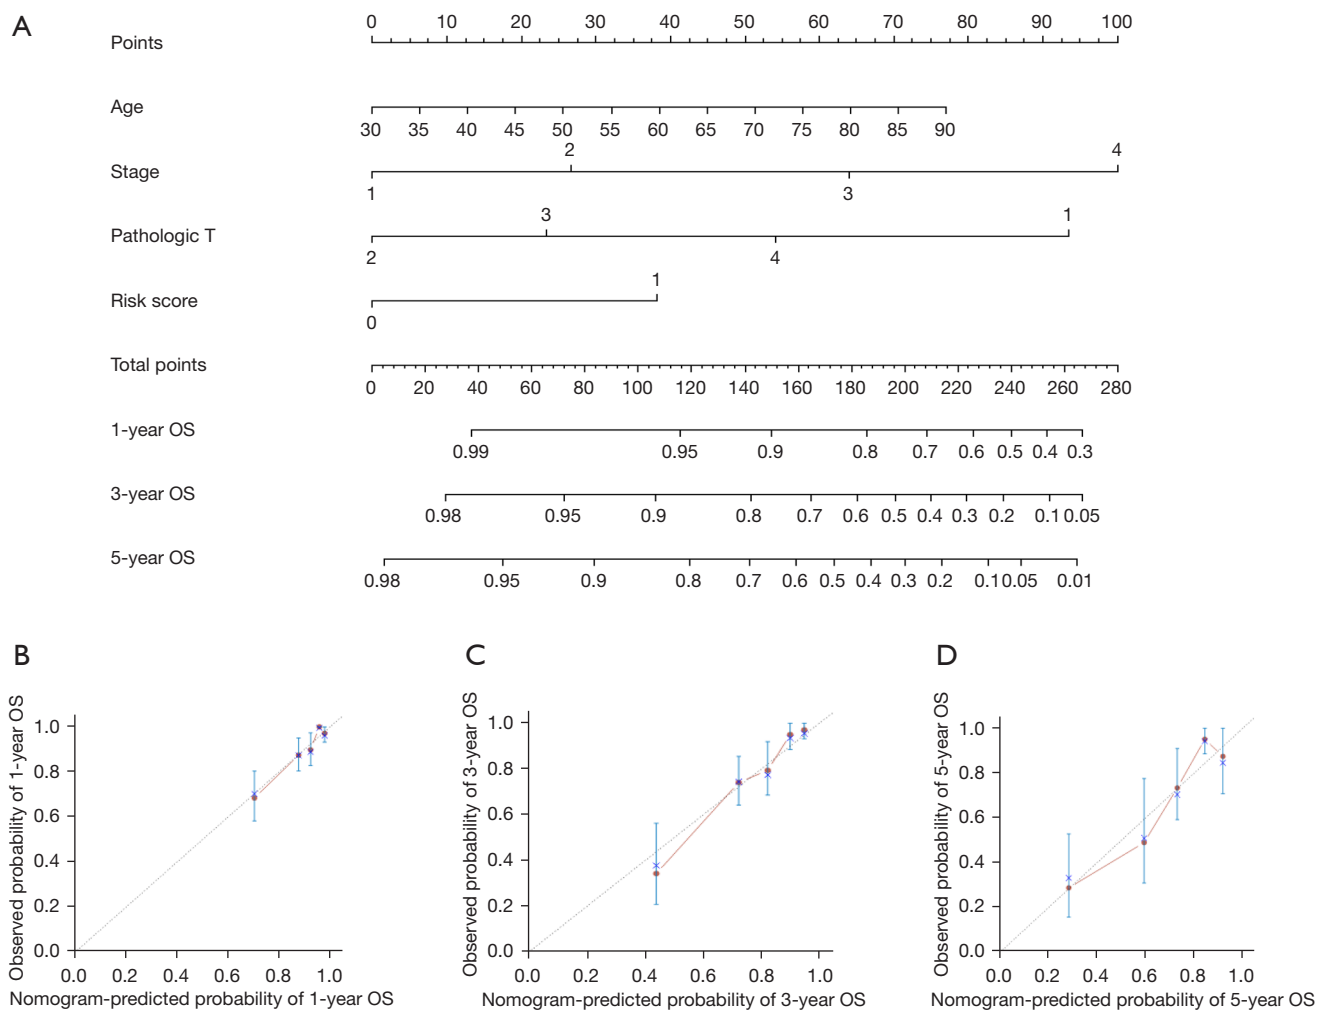 A
0 10 20 30 40 50 60 70 80 90 100
Points
Age
30 35 40 45 50 55 60 65 70 75 80 85 90
2 4
Stage
1 3
3 1
Pathologic T
2 4
1
Risk score
0
Total points
0 20 40 60 80 100 120 140 160 180 200 220 240 260 280
1-year OS
0.99 0.95 0.9 0.8 0.7 0.6 0.5 0.4 0.3
3-year OS
0.98 0.95 0.9 0.8 0.7 0.6 0.5 0.4 0.3 0.2 0.1 0.05
5-year OS
0.98 0.95 0.9 0.8 0.7 0.6 0.5 0.4 0.3 0.2 0.1 0.05 0.01
B
Observed probability of 1-year OS
1.0
0.8
0.6
0.4
0.2
0.0
0.0 0.2 0.4 0.6 0.8 1.0
Nomogram-predicted probability of 1-year OS
C
Observed probability of 3-year OS
1.0
0.8
0.6
0.4
0.2
0.0
0.0 0.2 0.4 0.6 0.8 1.0
Nomogram-predicted probability of 3-year OS
D
Observed probability of 5-year OS
1.0
0.8
0.6
0.4
0.2
0.0
0.0 0.2 0.4 0.6 0.8 1.0
Nomogram-predicted probability of 5-year OS